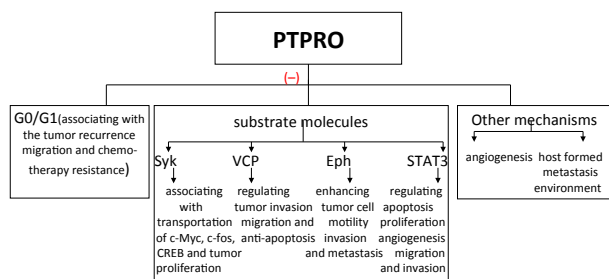 PTPRO
(−)
G0/G1(associating with
the tumor recurrence
migration and chemo-
therapy resistance)
substrate molecules
Syk
VCP
Eph
STAT3
associating
with
transportation
of c-Myc, c-fos,
CREB and tumor
proliferation
regulating
tumor invasion
migration and
anti-apoptosis
enhancing
tumor cell
motility
invasion
and metastasis
regulating
apoptosis
proliferation
angiogenesis
migration
and invasion
Other mechanisms
angiogenesis
host formed
metastasis
environment